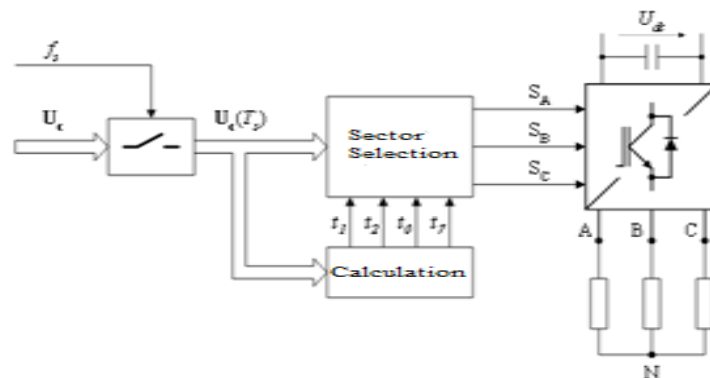 U_dc
f_s
U_c
U_c(T_s)
Sector
Selection
S_A
S_B
S_C
t_1 t_2 t_0 t_7
Calculation
A B C
N